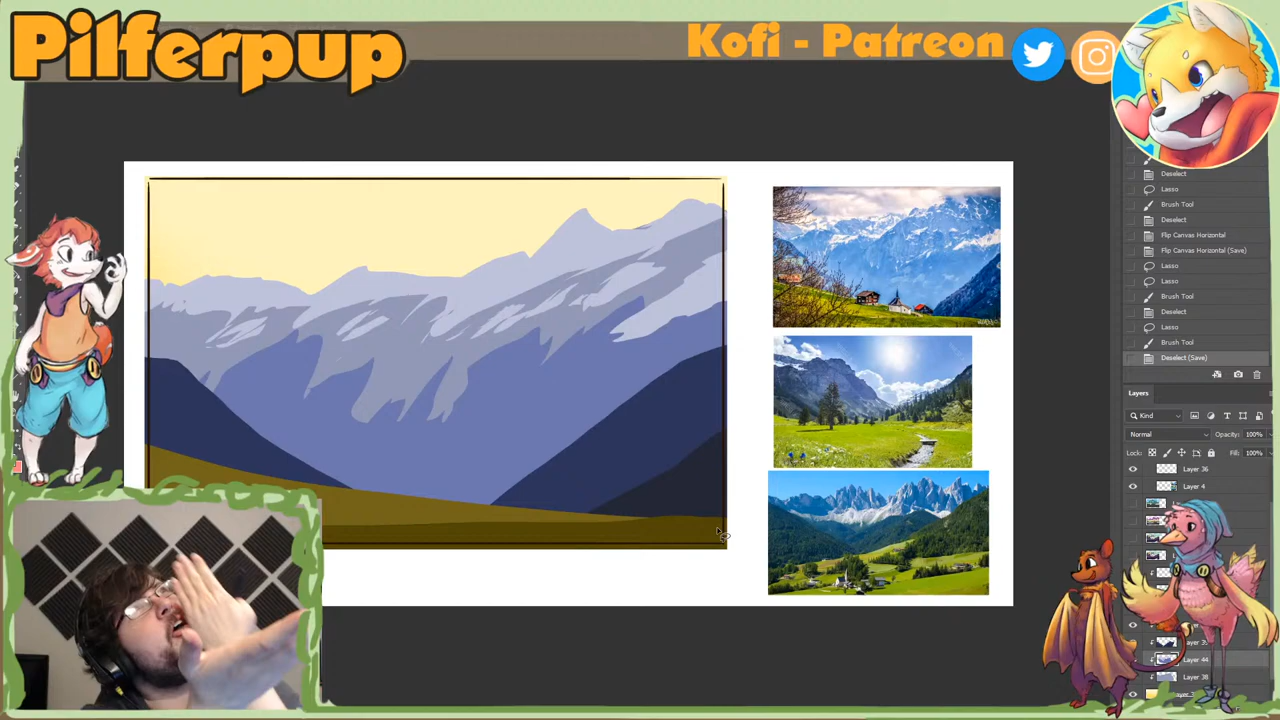 Pilferpup
Kofi - Patreon
Deselect
Lasso
Brush Tool
Deselect
Flip Canvas Horizontal
Flip Canvas Horizontal (Save)
Lasso
Lasso
Brush Tool
Deselect
Lasso
Brush Tool
Deselect (Save)
Layers
Kind
Normal
Opacity: 100%
Lock:
Fill: 100%
Layer 36
Layer 4
Layer 3
Layer 44
Layer 38